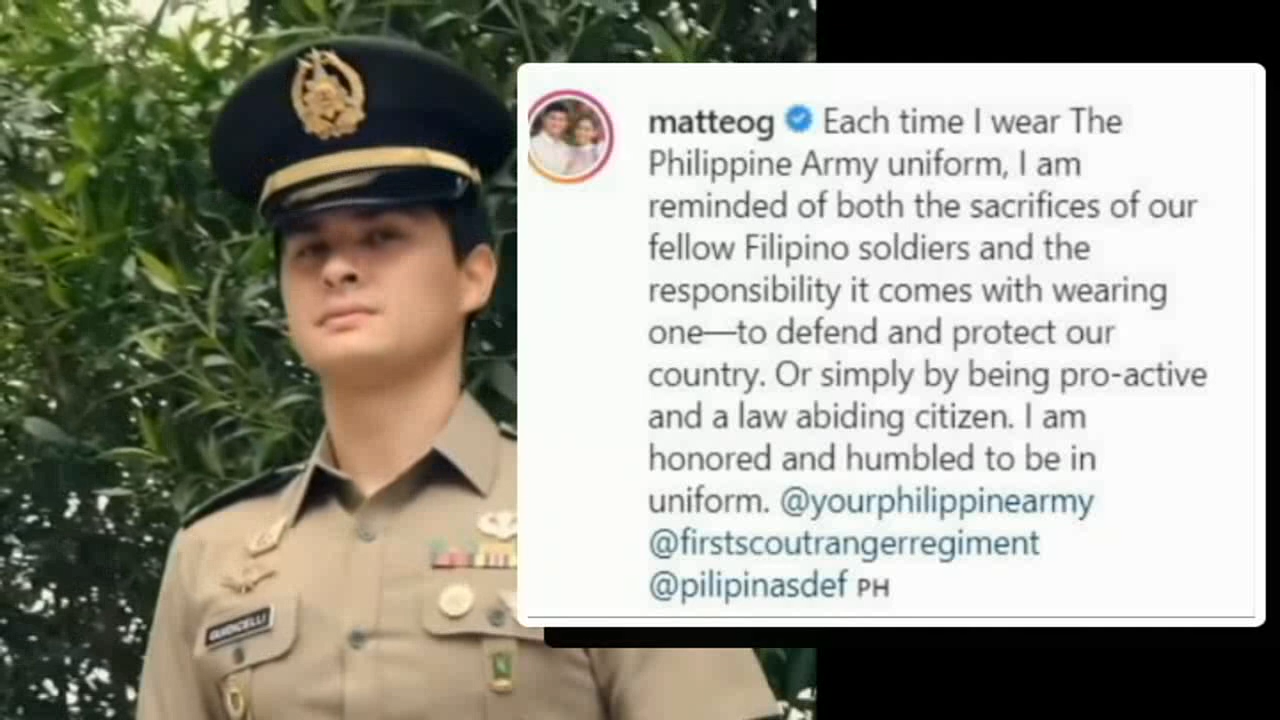 matteog Each time I wear The
Philippine Army uniform, I am
reminded of both the sacrifices of our
fellow Filipino soldiers and the
responsibility it comes with wearing
one—to defend and protect our
country. Or simply by being pro-active
and a law abiding citizen. I am
honored and humbled to be in
uniform. @yourphilippinearmy
@firstscoutrangerregiment
@pilipinasdef PH
GUIDICELLI